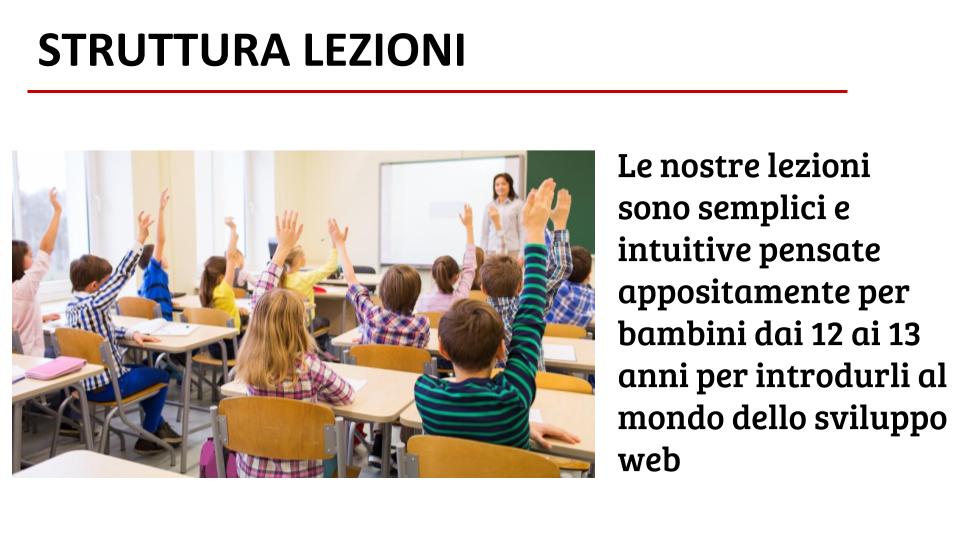 STRUTTURA LEZIONI
Le nostre lezioni
sono semplici e
intuitive pensate
appositamente per
bambini dai 12 ai 13
anni per introdurli al
mondo dello sviluppo
web